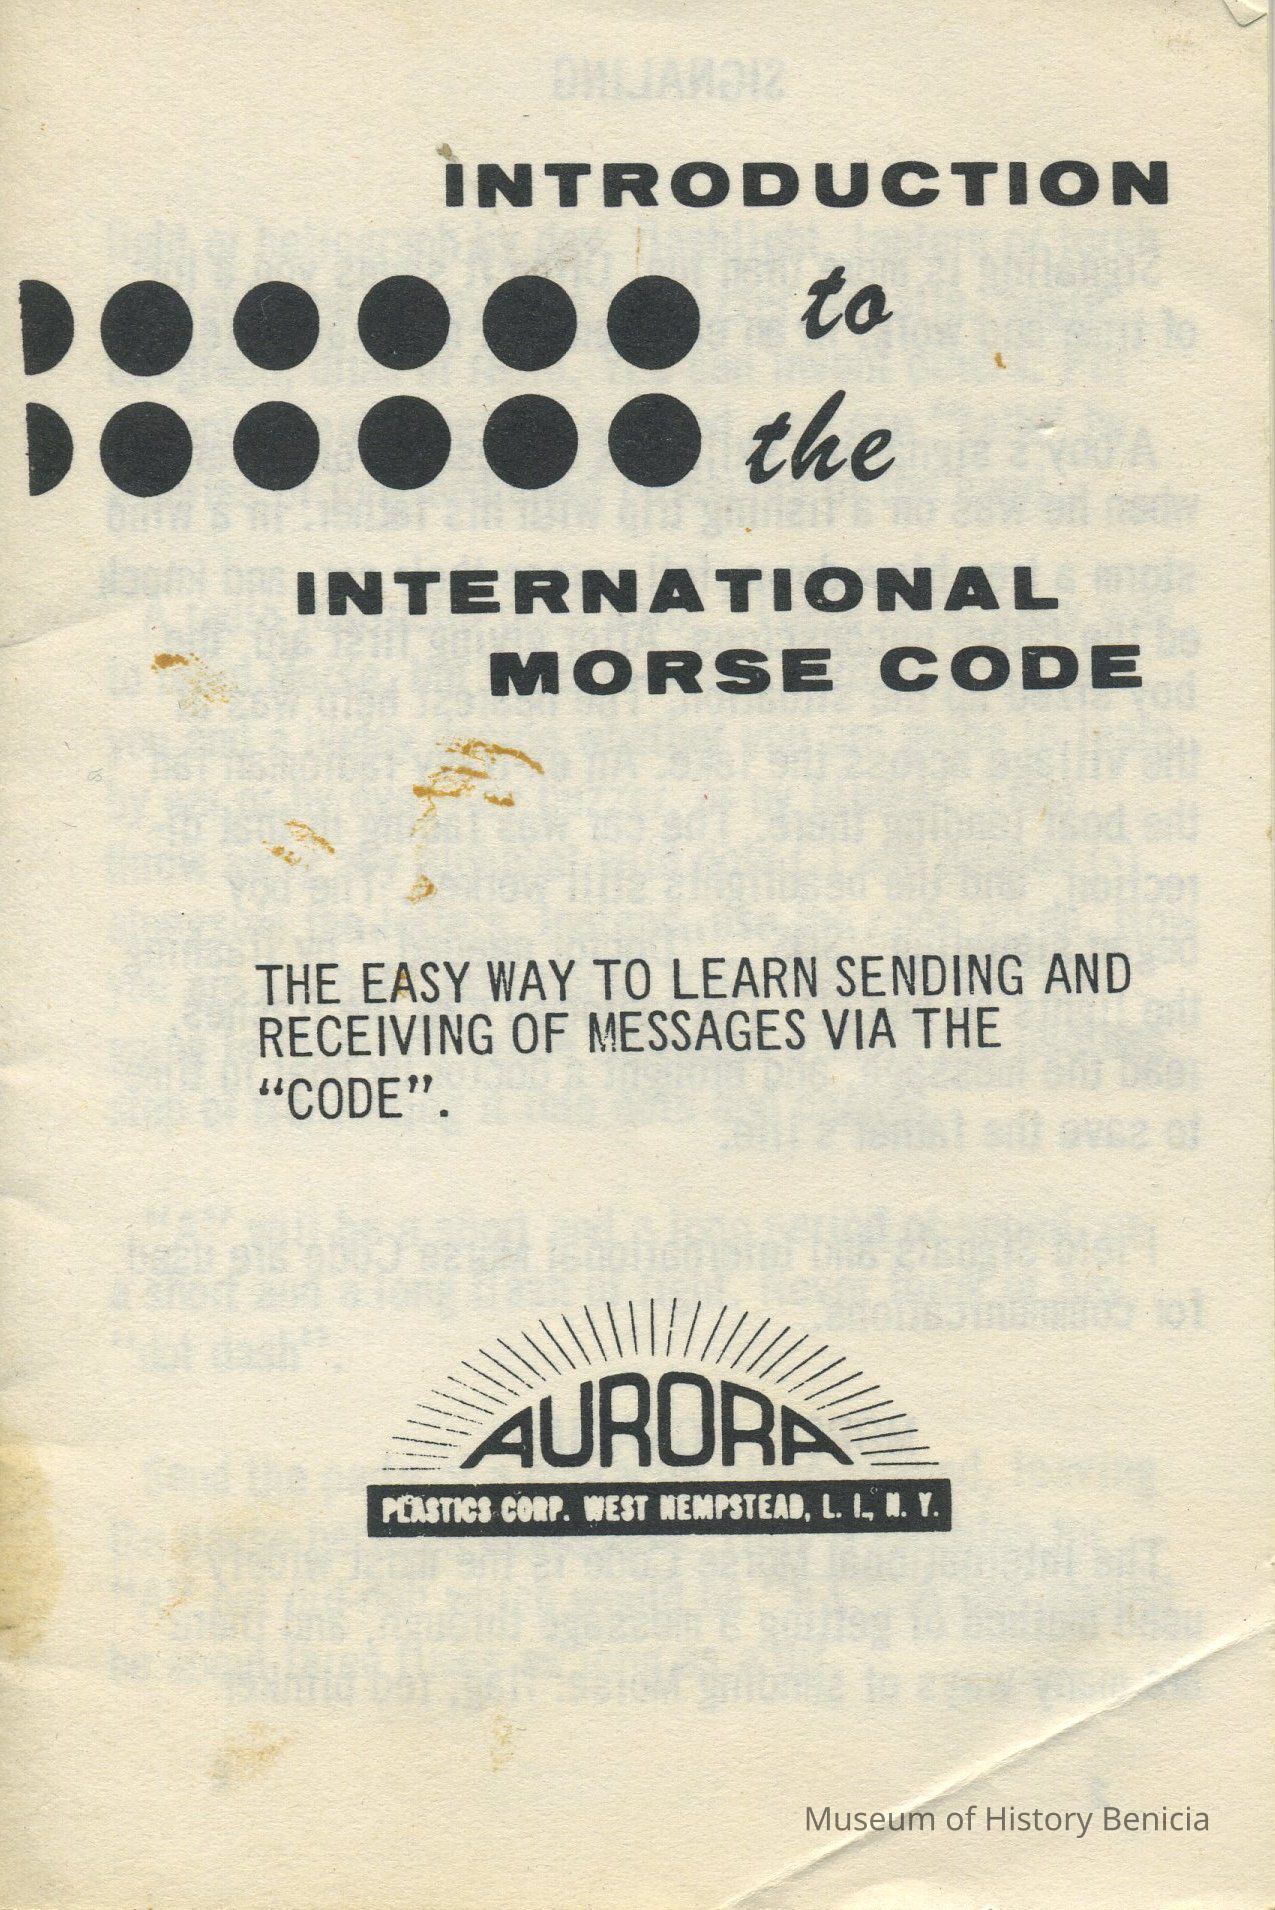 INTRODUCTION
to
the
INTERNATIONAL
MORSE CODE
THE EASY WAY TO LEARN SENDING AND
RECEIVING OF MESSAGES VIA THE
“CODE”.
AURORA
PLASTICS CORP. WEST HEMPSTEAD, L. I., N. Y.
Museum of History Benicia